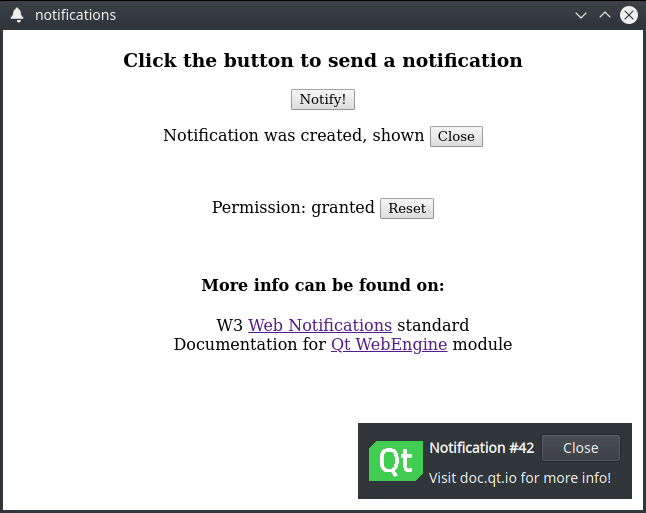 notifications
Click the button to send a notification
Notify!
Notification was created, shown Close
Permission: granted Reset
More info can be found on:
W3 Web Notifications standard
Documentation for Qt WebEngine module
Qt
Notification #42 Close
Visit doc.qt.io for more info!